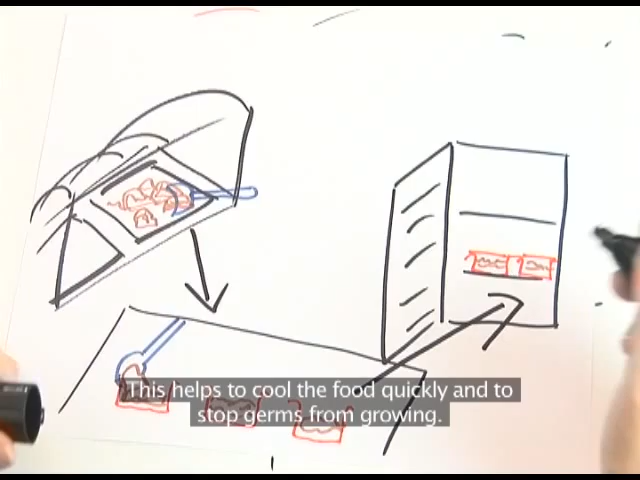 This helps to cool the food quickly and to
stop germs from growing.